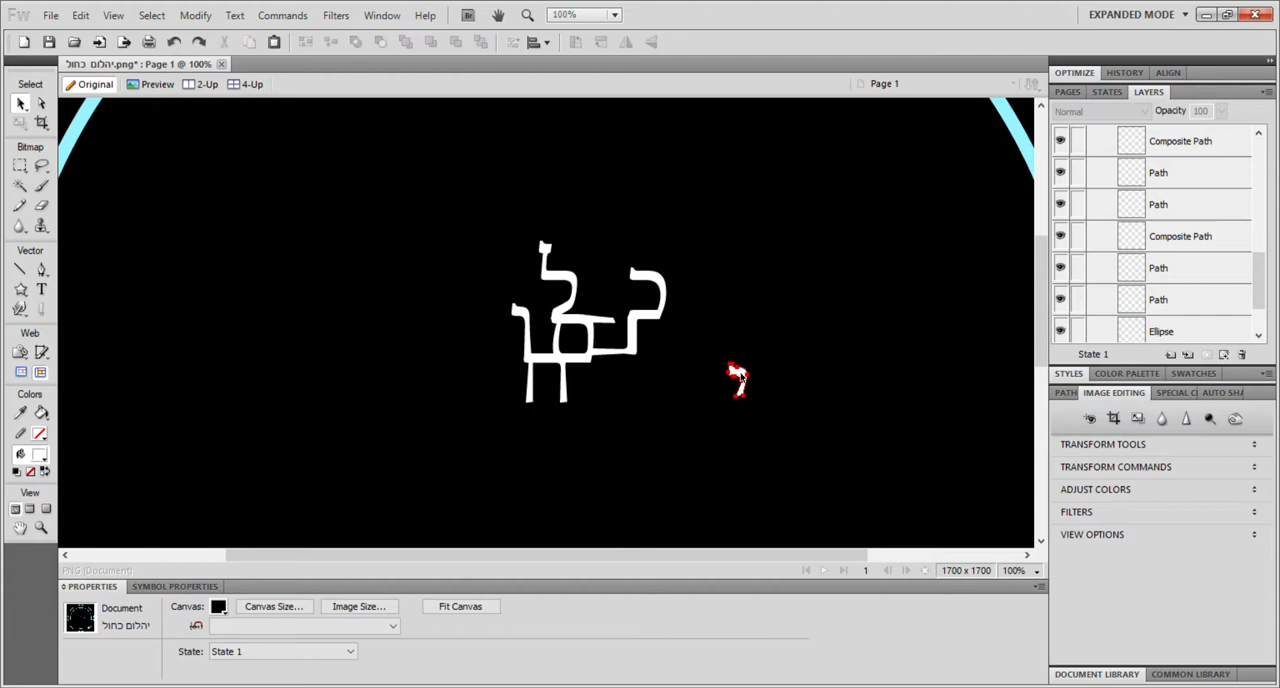 Fw File Edit View Select Modify Text Commands Filters Window Help Br 100% EXPANDED MODE
יהלום כחול.png* : Page 1 @ 100%
Original Preview 2-Up 4-Up Page 1
Select
Bitmap
Vector
Web
Colors
View
OPTIMIZE HISTORY ALIGN
PAGES STATES LAYERS
Normal Opacity 100
Composite Path
Path
Path
Composite Path
Path
Path
Ellipse
State 1
STYLES COLOR PALETTE SWATCHES
PATH IMAGE EDITING SPECIAL C AUTO SHA
TRANSFORM TOOLS
TRANSFORM COMMANDS
ADJUST COLORS
FILTERS
VIEW OPTIONS
PNG (Document) 1 1700 x 1700 100%
PROPERTIES SYMBOL PROPERTIES
Document
יהלום כחול
Canvas: Canvas Size... Image Size... Fit Canvas
State: State 1
DOCUMENT LIBRARY COMMON LIBRARY